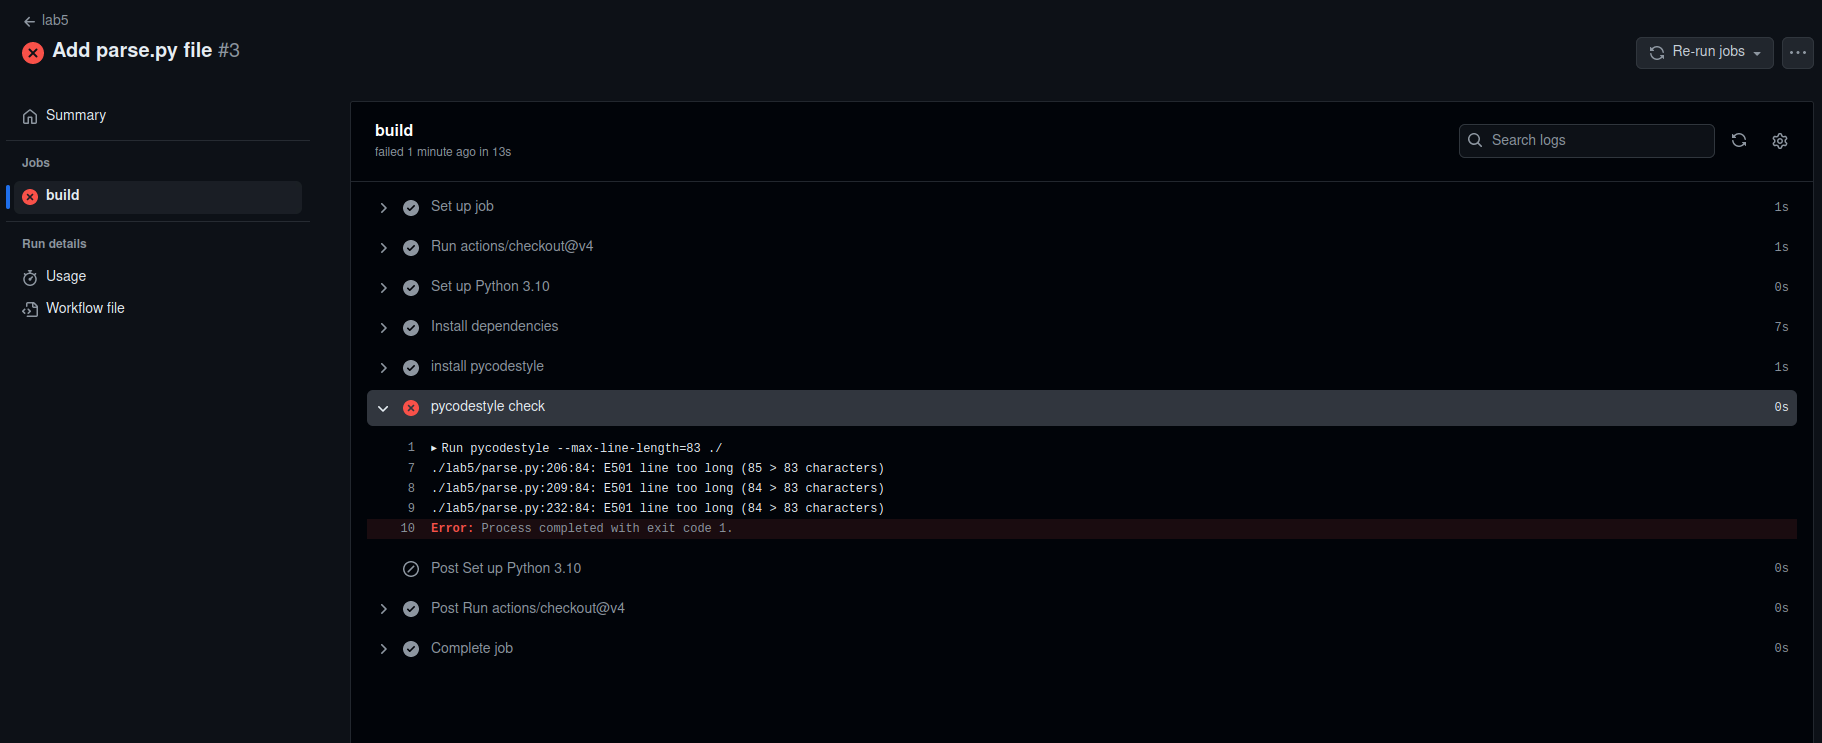 lab5
Add parse.py file #3
Re-run jobs
Summary
Jobs
build
Run details
Usage
Workflow file
build
failed 1 minute ago in 13s
Search logs
Set up job 1s
Run actions/checkout@v4 1s
Set up Python 3.10 0s
Install dependencies 7s
install pycodestyle 1s
pycodestyle check 0s
1 Run pycodestyle --max-line-length=83 ./
7 ./lab5/parse.py:206:84: E501 line too long (85 > 83 characters)
8 ./lab5/parse.py:209:84: E501 line too long (84 > 83 characters)
9 ./lab5/parse.py:232:84: E501 line too long (84 > 83 characters)
10 Error: Process completed with exit code 1.
Post Set up Python 3.10 0s
Post Run actions/checkout@v4 0s
Complete job 0s